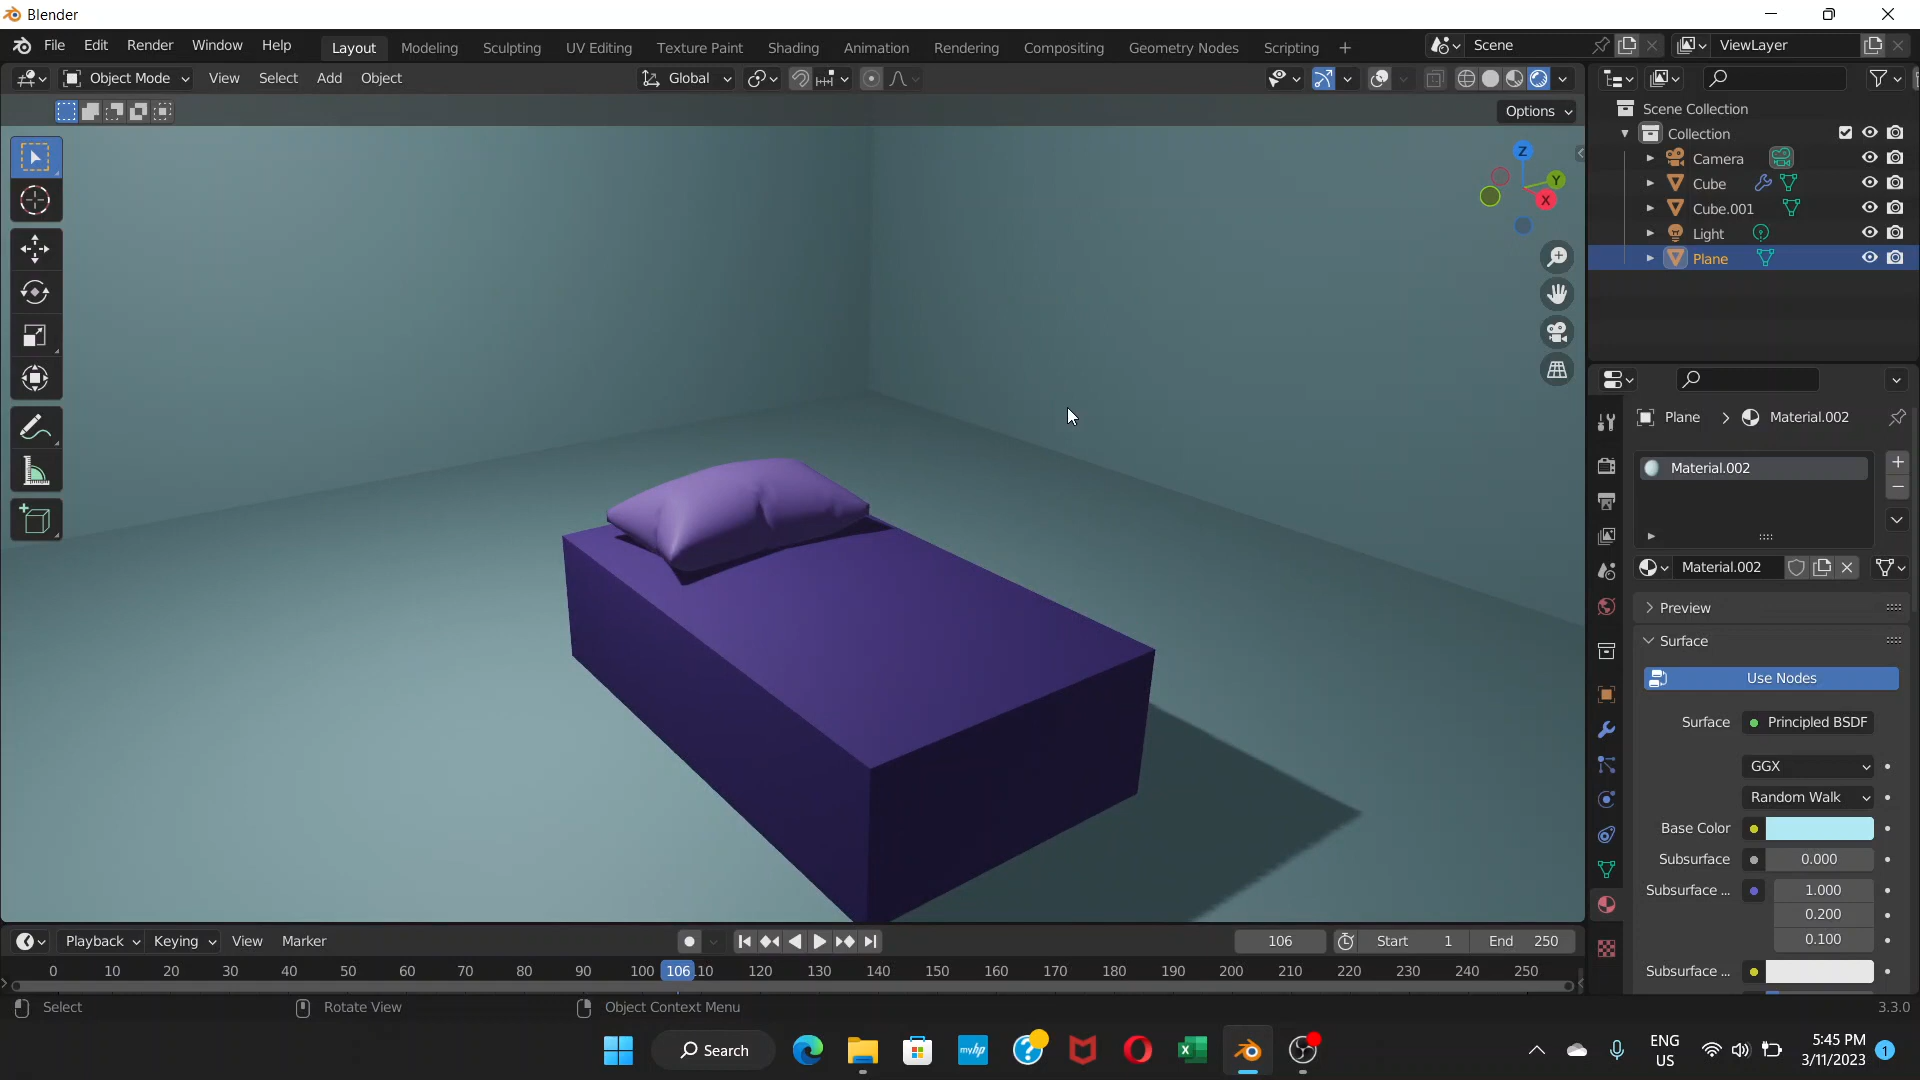 Blender
File Edit Render Window Help Layout Modeling Sculpting UV Editing Texture Paint Shading Animation Rendering Compositing Geometry Nodes Scripting + Scene ViewLayer
Object Mode View Select Add Object Global
Options
Z
Y
X
Scene Collection
Collection
Camera
Cube
Cube.001
Light
Plane
Plane > Material.002
Material.002
Material.002
Preview
Surface
Use Nodes
Surface Principled BSDF
GGX
Random Walk
Base Color
Subsurface 0.000
Subsurface ... 1.000
0.200
0.100
Subsurface ...
Playback Keying View Marker 106 Start 1 End 250
0 10 20 30 40 50 60 70 80 90 100 106 10 120 130 140 150 160 170 180 190 200 210 220 230 240 250
Select Rotate View Object Context Menu 3.3.0
Search myhp ENG
US
5:45 PM
3/11/2023 1